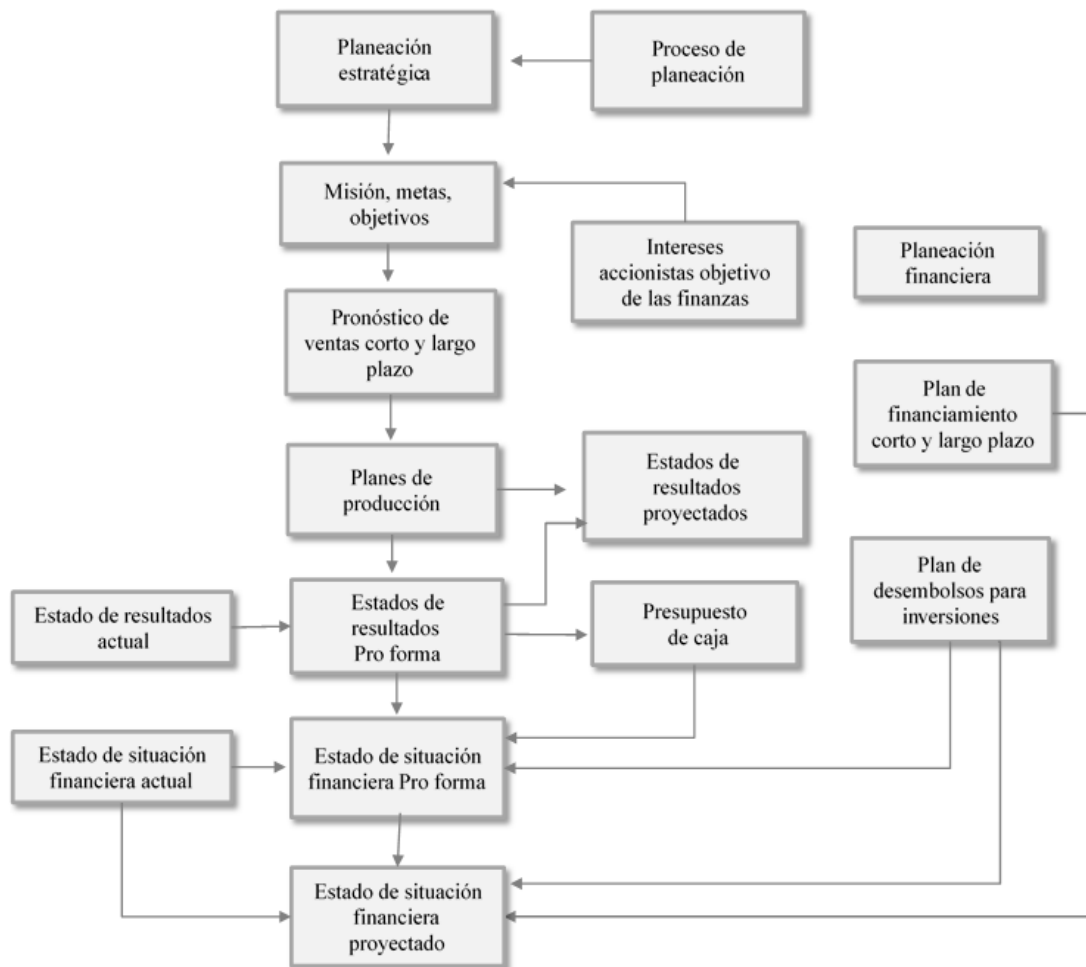 Planeación
estratégica
Proceso de
planeación
Misión, metas,
objetivos
Intereses
accionistas objetivo
de las finanzas
Planeación
financiera
Pronóstico de
ventas corto y largo
plazo
Plan de
financiamiento
corto y largo plazo
Planes de
producción
Estados de
resultados
proyectados
Plan de
desembolsos para
inversiones
Estado de resultados
actual
Estados de
resultados
Pro forma
Presupuesto
de caja
Estado de situación
financiera actual
Estado de situación
financiera Pro forma
Estado de situación
financiera
proyectado